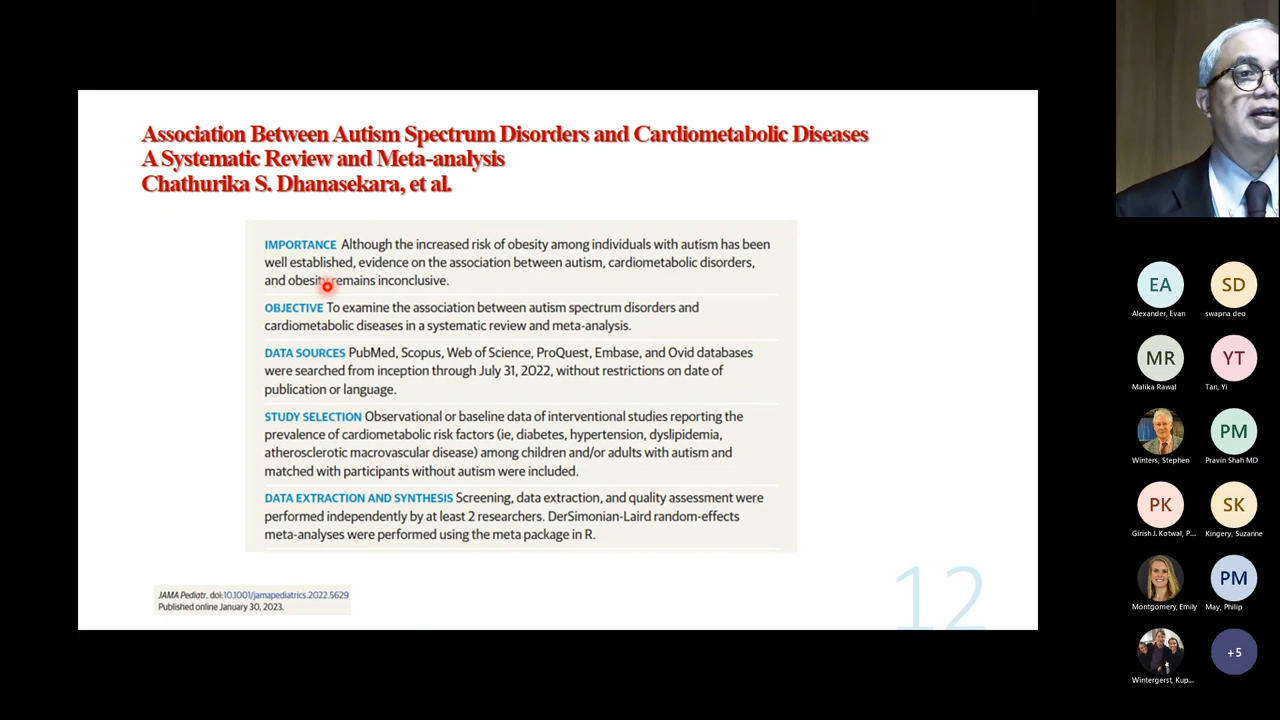 Association Between Autism Spectrum Disorders and Cardiometabolic Diseases
A Systematic Review and Meta-analysis
Chathurika S. Dhanasekara, et al.
IMPORTANCE Although the increased risk of obesity among individuals with autism has been
well established, evidence on the association between autism, cardiometabolic disorders,
and obesity remains inconclusive.
OBJECTIVE To examine the association between autism spectrum disorders and
cardiometabolic diseases in a systematic review and meta-analysis.
DATA SOURCES PubMed, Scopus, Web of Science, ProQuest, Embase, and Ovid databases
were searched from inception through July 31, 2022, without restrictions on date of
publication or language.
STUDY SELECTION Observational or baseline data of interventional studies reporting the
prevalence of cardiometabolic risk factors (ie, diabetes, hypertension, dyslipidemia,
atherosclerotic macrovascular disease) among children and/or adults with autism and
matched with participants without autism were included.
DATA EXTRACTION AND SYNTHESIS Screening, data extraction, and quality assessment were
performed independently by at least 2 researchers. DerSimonian-Laird random-effects
meta-analyses were performed using the meta package in R.
JAMA Pediatr. doi:10.1001/jamapediatrics.2022.5629
Published online January 30, 2023.
12
EA
Alexander, Evan
SD
swapna deo
MR
Malika Rawal
YT
Tan, Yi
Winters, Stephen
PM
Pravin Shah MD
PK
Girish J. Kotwal, P...
SK
Kingery, Suzanne
Montgomery, Emily
PM
May, Philip
Wintergerst, Kup...
+5